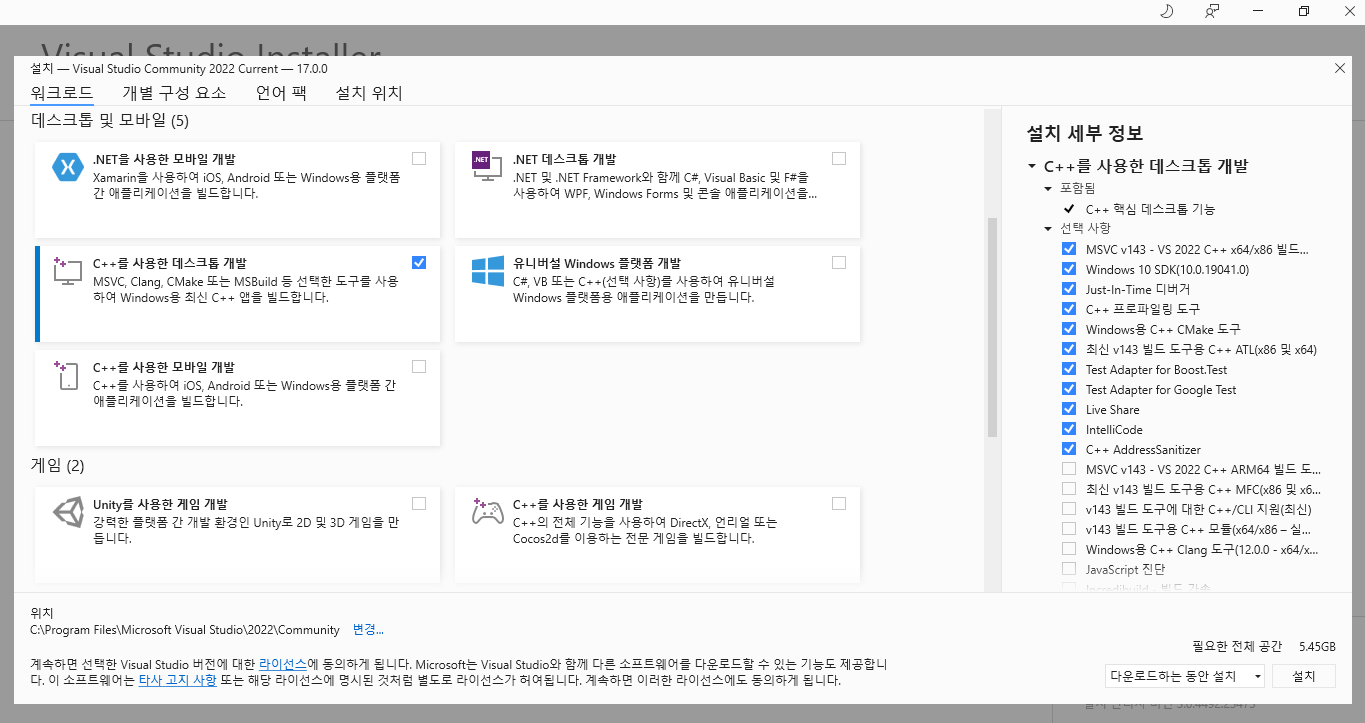 Visual Studio Installer
설치 — Visual Studio Community 2022 Current — 17.0.0
워크로드 개별 구성 요소 언어 팩 설치 위치
데스크톱 및 모바일 (5)
.NET을 사용한 모바일 개발
Xamarin을 사용하여 iOS, Android 또는 Windows용 플랫폼
간 애플리케이션을 빌드합니다.
.NET
.NET 데스크톱 개발
.NET 및 .NET Framework와 함께 C#, Visual Basic 및 F#을
사용하여 WPF, Windows Forms 및 콘솔 애플리케이션을...
C++를 사용한 데스크톱 개발
MSVC, Clang, CMake 또는 MSBuild 등 선택한 도구를 사용
하여 Windows용 최신 C++ 앱을 빌드합니다.
유니버설 Windows 플랫폼 개발
C#, VB 또는 C++(선택 사항)를 사용하여 유니버설
Windows 플랫폼용 애플리케이션을 만듭니다.
C++를 사용한 모바일 개발
C++를 사용하여 iOS, Android 또는 Windows용 플랫폼 간
애플리케이션을 빌드합니다.
게임 (2)
Unity를 사용한 게임 개발
강력한 플랫폼 간 개발 환경인 Unity로 2D 및 3D 게임을 만
듭니다.
C++를 사용한 게임 개발
C++의 전체 기능을 사용하여 DirectX, 언리얼 또는
Cocos2d를 이용하는 전문 게임을 빌드합니다.
설치 세부 정보
C++를 사용한 데스크톱 개발
포함됨
C++ 핵심 데스크톱 기능
선택 사항
MSVC v143 - VS 2022 C++ x64/x86 빌드...
Windows 10 SDK(10.0.19041.0)
Just-In-Time 디버거
C++ 프로파일링 도구
Windows용 C++ CMake 도구
최신 v143 빌드 도구용 C++ ATL(x86 및 x64)
Test Adapter for Boost.Test
Test Adapter for Google Test
Live Share
IntelliCode
C++ AddressSanitizer
MSVC v143 - VS 2022 C++ ARM64 빌드 도...
최신 v143 빌드 도구용 C++ MFC(x86 및 x6...
v143 빌드 도구에 대한 C++/CLI 지원(최신)
v143 빌드 도구용 C++ 모듈(x64/x86 – 실...
Windows용 C++ Clang 도구(12.0.0 - x64/x...
JavaScript 진단
Incredibuild - 빌드 가속
위치
C:\Program Files\Microsoft Visual Studio\2022\Community 변경...
계속하면 선택한 Visual Studio 버전에 대한 라이선스에 동의하게 됩니다. Microsoft는 Visual Studio와 함께 다른 소프트웨어를 다운로드할 수 있는 기능도 제공합니
다. 이 소프트웨어는 타사 고지 사항 또는 해당 라이선스에 명시된 것처럼 별도로 라이선스가 허여됩니다. 계속하면 이러한 라이선스에도 동의하게 됩니다.
필요한 전체 공간 5.45GB
다운로드하는 동안 설치 설치